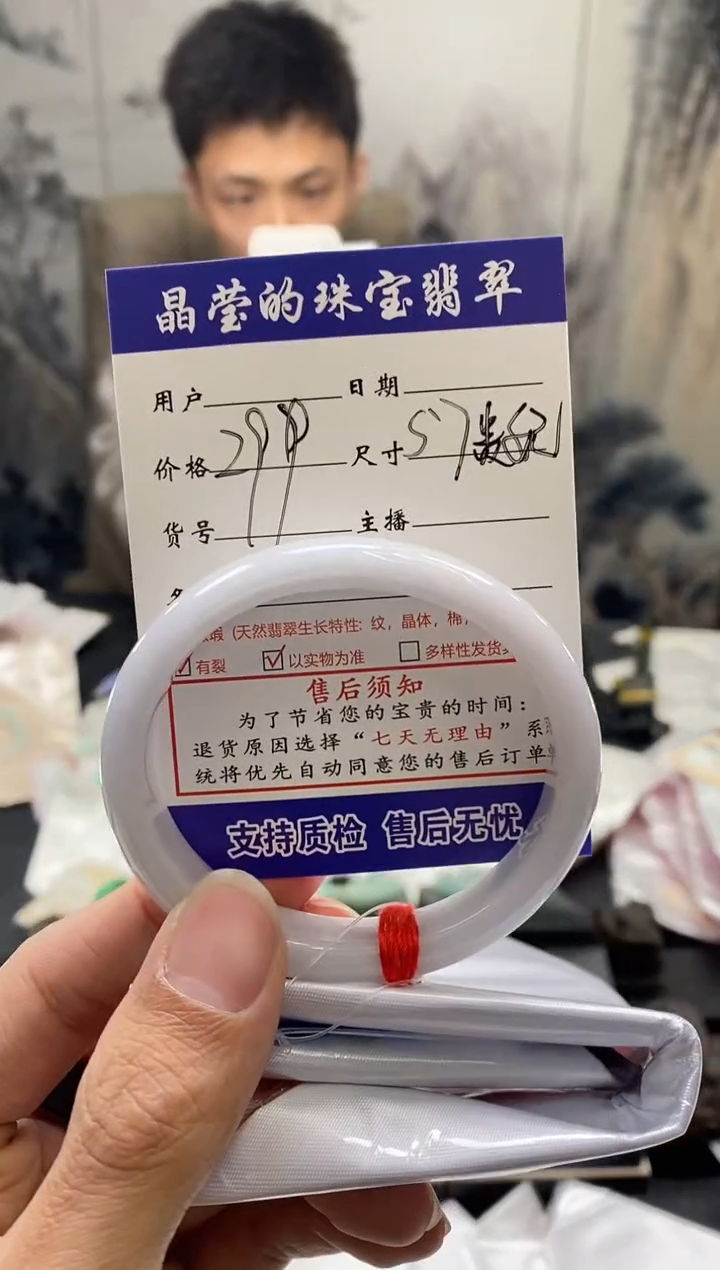 晶莹的珠宝翡翠
用户 日期
价格 299 尺寸 57
货号 主播
瑕 (天然翡翠生长特性: 纹, 晶体, 棉,
☑有裂 ☑以实物为准 ☐多样性发货
售后须知
为了节省您的宝贵的时间:
退货原因选择“七天无理由”系
统将优先自动同意您的售后订单
支持质检 售后无忧